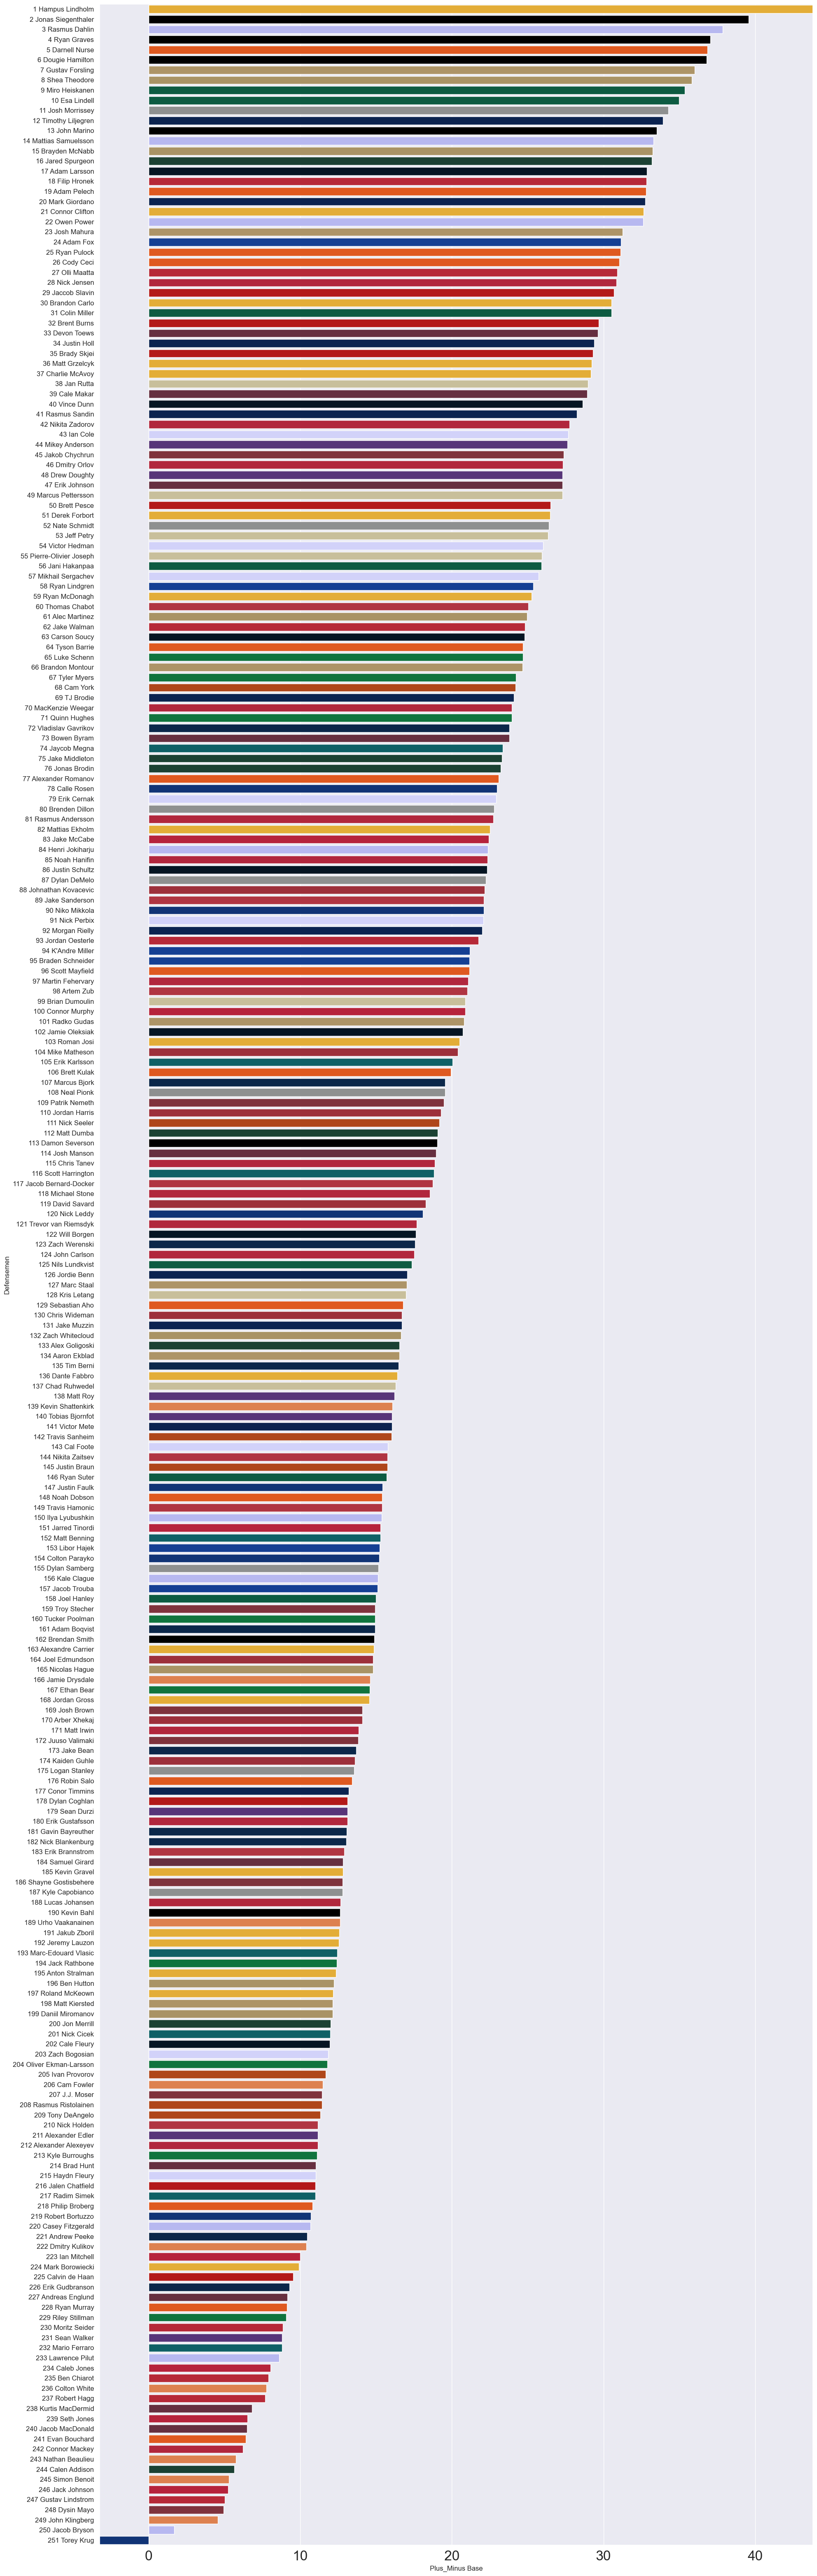 1 Hampus Lindholm
2 Jonas Siegenthaler
3 Rasmus Dahlin
4 Ryan Graves
5 Darnell Nurse
6 Dougie Hamilton
7 Gustav Forsling
8 Shea Theodore
9 Miro Heiskanen
10 Esa Lindell
11 Josh Morrissey
12 Timothy Liljegren
13 John Marino
14 Mattias Samuelsson
15 Brayden McNabb
16 Jared Spurgeon
17 Adam Larsson
18 Filip Hronek
19 Adam Pelech
20 Mark Giordano
21 Connor Clifton
22 Owen Power
23 Josh Mahura
24 Adam Fox
25 Ryan Pulock
26 Cody Ceci
27 Olli Maatta
28 Nick Jensen
29 Jaccob Slavin
30 Brandon Carlo
31 Colin Miller
32 Brent Burns
33 Devon Toews
34 Justin Holl
35 Brady Skjei
36 Matt Grzelcyk
37 Charlie McAvoy
38 Jan Rutta
39 Cale Makar
40 Vince Dunn
41 Rasmus Sandin
42 Nikita Zadorov
43 Ian Cole
44 Mikey Anderson
45 Jakob Chychrun
46 Dmitry Orlov
48 Drew Doughty
47 Erik Johnson
49 Marcus Pettersson
50 Brett Pesce
51 Derek Forbort
52 Nate Schmidt
53 Jeff Petry
54 Victor Hedman
55 Pierre-Olivier Joseph
56 Jani Hakanpaa
57 Mikhail Sergachev
58 Ryan Lindgren
59 Ryan McDonagh
60 Thomas Chabot
61 Alec Martinez
62 Jake Walman
63 Carson Soucy
64 Tyson Barrie
65 Luke Schenn
66 Brandon Montour
67 Tyler Myers
68 Cam York
69 TJ Brodie
70 MacKenzie Weegar
71 Quinn Hughes
72 Vladislav Gavrikov
73 Bowen Byram
74 Jaycob Megna
75 Jake Middleton
76 Jonas Brodin
77 Alexander Romanov
78 Calle Rosen
79 Erik Cernak
80 Brenden Dillon
81 Rasmus Andersson
82 Mattias Ekholm
83 Jake McCabe
84 Henri Jokiharju
85 Noah Hanifin
86 Justin Schultz
87 Dylan DeMelo
88 Johnathan Kovacevic
89 Jake Sanderson
90 Niko Mikkola
91 Nick Perbix
92 Morgan Rielly
93 Jordan Oesterle
94 K'Andre Miller
95 Braden Schneider
96 Scott Mayfield
97 Martin Fehervary
98 Artem Zub
99 Brian Dumoulin
100 Connor Murphy
101 Radko Gudas
102 Jamie Oleksiak
103 Roman Josi
104 Mike Matheson
105 Erik Karlsson
106 Brett Kulak
107 Marcus Bjork
108 Neal Pionk
109 Patrik Nemeth
110 Jordan Harris
111 Nick Seeler
112 Matt Dumba
113 Damon Severson
114 Josh Manson
115 Chris Tanev
116 Scott Harrington
117 Jacob Bernard-Docker
118 Michael Stone
119 David Savard
120 Nick Leddy
121 Trevor van Riemsdyk
122 Will Borgen
123 Zach Werenski
124 John Carlson
125 Nils Lundkvist
126 Jordie Benn
127 Marc Staal
128 Kris Letang
129 Sebastian Aho
130 Chris Wideman
131 Jake Muzzin
132 Zach Whitecloud
133 Alex Goligoski
134 Aaron Ekblad
135 Tim Berni
136 Dante Fabbro
137 Chad Ruhwedel
138 Matt Roy
139 Kevin Shattenkirk
140 Tobias Bjornfot
141 Victor Mete
142 Travis Sanheim
143 Cal Foote
144 Nikita Zaitsev
145 Justin Braun
146 Ryan Suter
147 Justin Faulk
148 Noah Dobson
149 Travis Hamonic
150 Ilya Lyubushkin
151 Jarred Tinordi
152 Matt Benning
153 Libor Hajek
154 Colton Parayko
155 Dylan Samberg
156 Kale Clague
157 Jacob Trouba
158 Joel Hanley
159 Troy Stecher
160 Tucker Poolman
161 Adam Boqvist
162 Brendan Smith
163 Alexandre Carrier
164 Joel Edmundson
165 Nicolas Hague
166 Jamie Drysdale
167 Ethan Bear
168 Jordan Gross
169 Josh Brown
170 Arber Xhekaj
171 Matt Irwin
172 Juuso Valimaki
173 Jake Bean
174 Kaiden Guhle
175 Logan Stanley
176 Robin Salo
177 Conor Timmins
178 Dylan Coghlan
179 Sean Durzi
180 Erik Gustafsson
181 Gavin Bayreuther
182 Nick Blankenburg
183 Erik Brannstrom
184 Samuel Girard
185 Kevin Gravel
186 Shayne Gostisbehere
187 Kyle Capobianco
188 Lucas Johansen
190 Kevin Bahl
189 Urho Vaakanainen
191 Jakub Zboril
192 Jeremy Lauzon
193 Marc-Edouard Vlasic
194 Jack Rathbone
195 Anton Stralman
196 Ben Hutton
197 Roland McKeown
198 Matt Kiersted
199 Daniil Miromanov
200 Jon Merrill
201 Nick Cicek
202 Cale Fleury
203 Zach Bogosian
204 Oliver Ekman-Larsson
205 Ivan Provorov
206 Cam Fowler
207 J.J. Moser
208 Rasmus Ristolainen
209 Tony DeAngelo
210 Nick Holden
211 Alexander Edler
212 Alexander Alexeyev
213 Kyle Burroughs
214 Brad Hunt
215 Haydn Fleury
216 Jalen Chatfield
217 Radim Simek
218 Philip Broberg
219 Robert Bortuzzo
220 Casey Fitzgerald
221 Andrew Peeke
222 Dmitry Kulikov
223 Ian Mitchell
224 Mark Borowiecki
225 Calvin de Haan
226 Erik Gudbranson
227 Andreas Englund
228 Ryan Murray
229 Riley Stillman
230 Moritz Seider
231 Sean Walker
232 Mario Ferraro
233 Lawrence Pilut
234 Caleb Jones
235 Ben Chiarot
236 Colton White
237 Robert Hagg
238 Kurtis MacDermid
239 Seth Jones
240 Jacob MacDonald
241 Evan Bouchard
242 Connor Mackey
243 Nathan Beaulieu
244 Calen Addison
245 Simon Benoit
246 Jack Johnson
247 Gustav Lindstrom
248 Dysin Mayo
249 John Klingberg
250 Jacob Bryson
251 Torey Krug
Defensemen
0 10 20 30 40
Plus_Minus Base